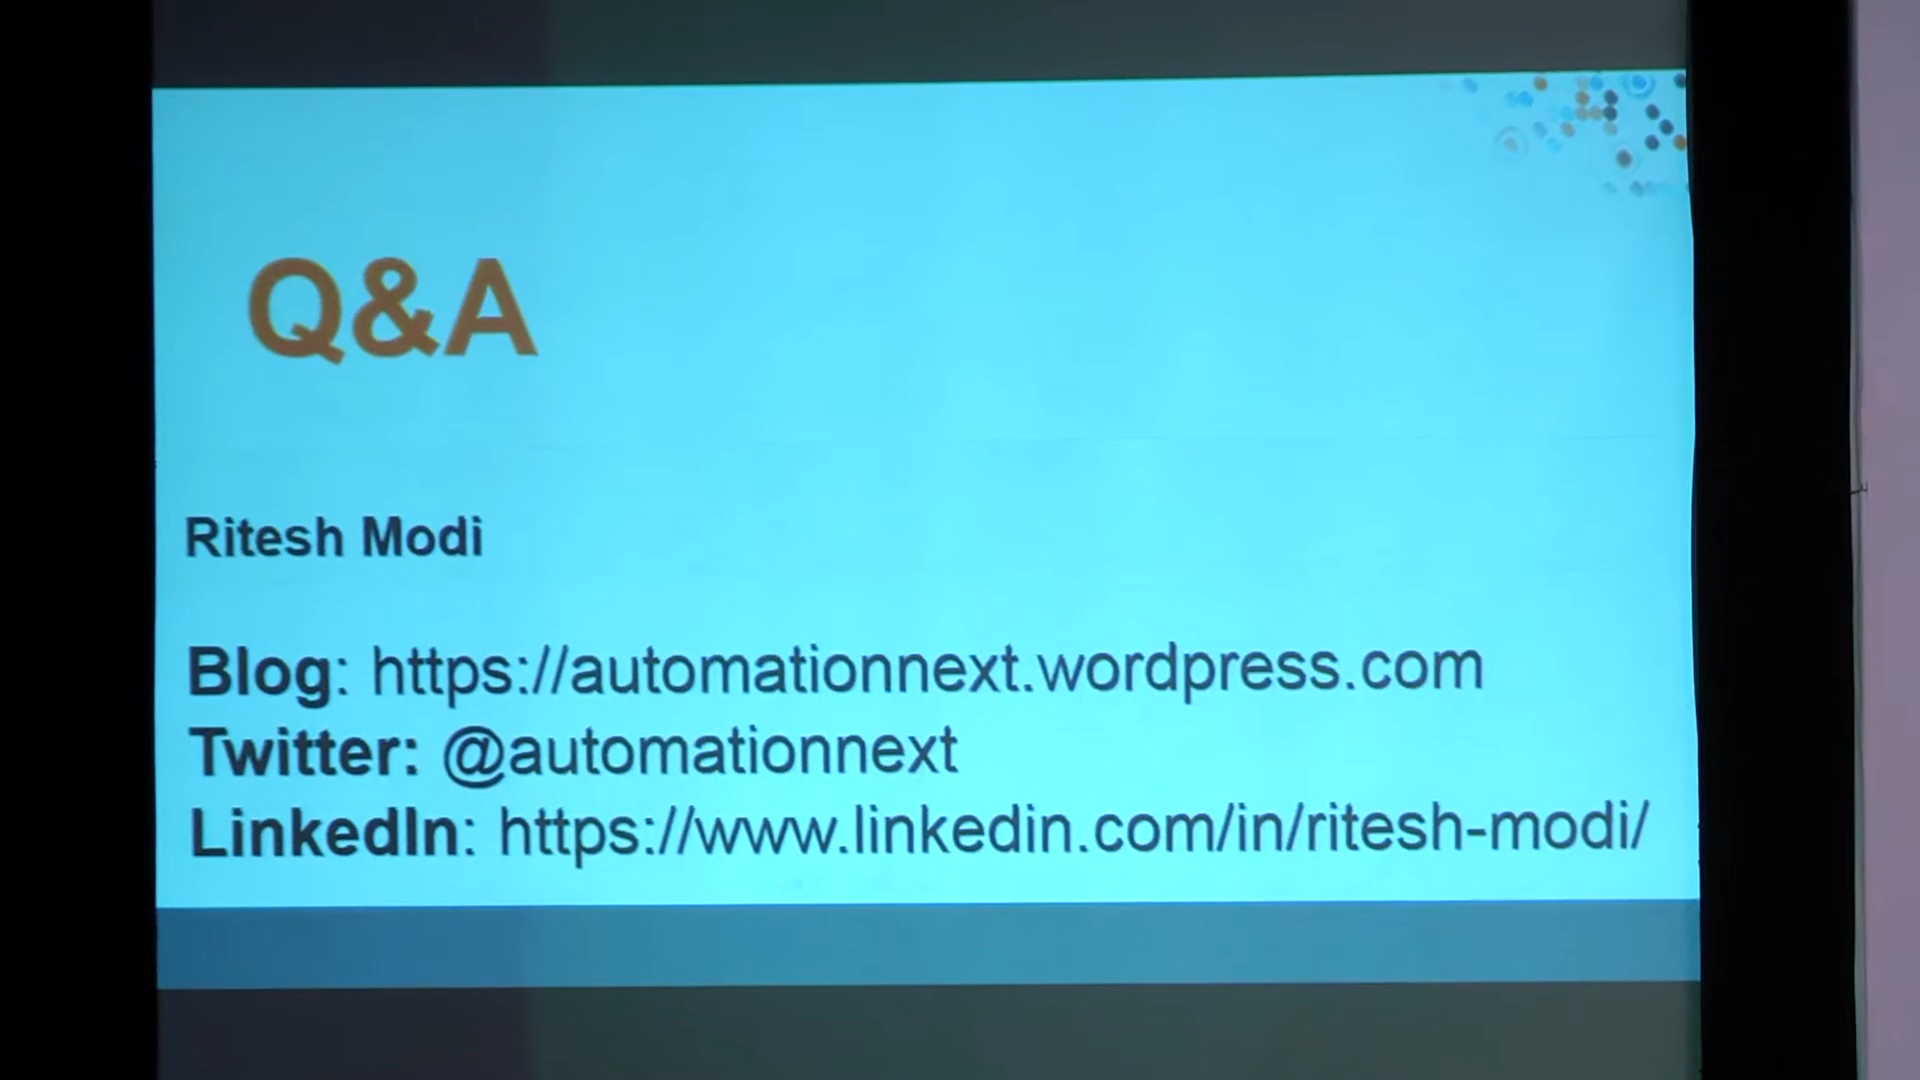 Q&A
Ritesh Modi
Blog: https://automationnext.wordpress.com
Twitter: @automationnext
LinkedIn: https://www.linkedin.com/in/ritesh-modi/